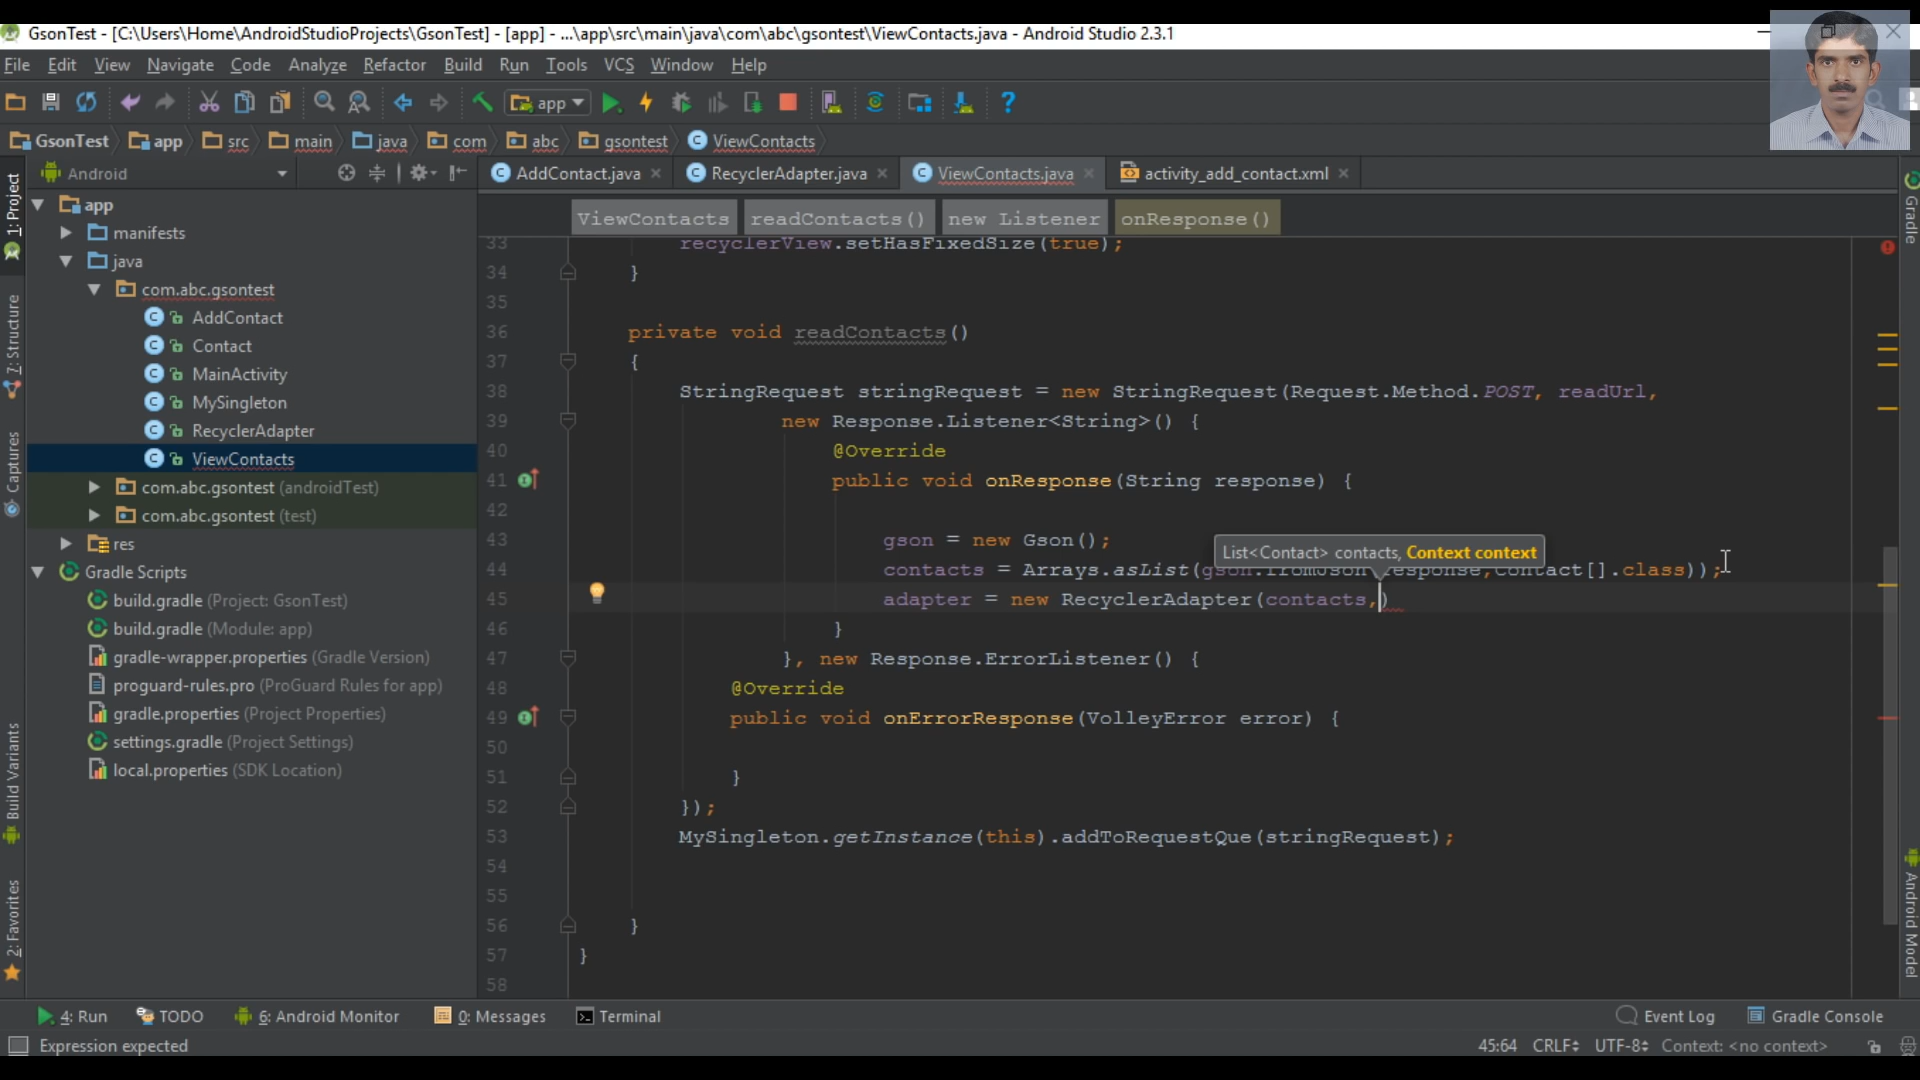 GsonTest - [C:\Users\Home\AndroidStudioProjects\GsonTest] - [app] - ...\app\src\main\java\com\abc\gsontest\ViewContacts.java - Android Studio 2.3.1
File Edit View Navigate Code Analyze Refactor Build Run Tools VCS Window Help
app
GsonTest app src main java com abc gsontest ViewContacts
Android
AddContact.java RecyclerAdapter.java ViewContacts.java activity_add_contact.xml
ViewContacts readContacts() new Listener onResponse()
1: Project
7: Structure
Captures
Build Variants
2: Favorites
Gradle
Android Model
app
manifests
java
com.abc.gsontest
AddContact
Contact
MainActivity
MySingleton
RecyclerAdapter
ViewContacts
com.abc.gsontest (androidTest)
com.abc.gsontest (test)
res
Gradle Scripts
build.gradle (Project: GsonTest)
build.gradle (Module: app)
gradle-wrapper.properties (Gradle Version)
proguard-rules.pro (ProGuard Rules for app)
gradle.properties (Project Properties)
settings.gradle (Project Settings)
local.properties (SDK Location)
33 recyclerView.setHasFixedSize(true);
34 }
35
36 private void readContacts()
37 {
38 StringRequest stringRequest = new StringRequest(Request.Method.POST, readUrl,
39 new Response.Listener<String>() {
40 @Override
41 public void onResponse(String response) {
42
43 gson = new Gson();
List<Contact> contacts, Context context
44 contacts = Arrays.asList(gson.fromJson(response,Contact[].class));
45 adapter = new RecyclerAdapter(contacts,)
46 }
47 }, new Response.ErrorListener() {
48 @Override
49 public void onErrorResponse(VolleyError error) {
50
51 }
52 });
53 MySingleton.getInstance(this).addToRequestQue(stringRequest);
54
55
56 }
57 }
58
4: Run TODO 6: Android Monitor 0: Messages Terminal Event Log Gradle Console
Expression expected 45:64 CRLF UTF-8 Context: <no context>